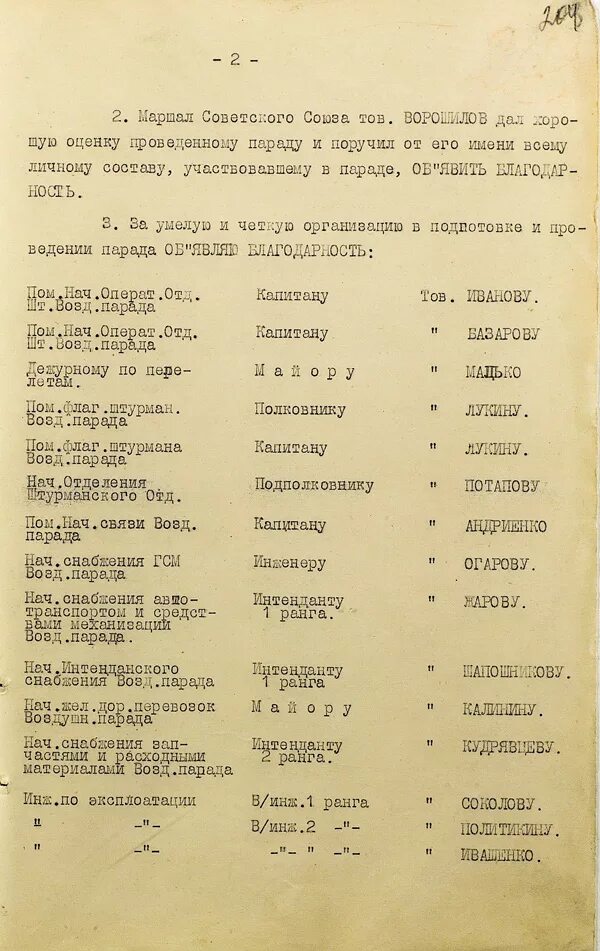 204
- 2 -
2. Маршал Советского Союза тов. ВОРОШИЛОВ дал хоро-
шую оценку проведенному параду и поручил от его имени всему
личному составу, участвовавшему в параде, ОБ"ЯВИТЬ БЛАГОДАР-
НОСТЬ.
3. За умелую и четкую организацию в подготовке и про-
ведении парада ОБ"ЯВЛЯЮ БЛАГОДАРНОСТЬ:
Пом.Нач.Операт.Отд. Капитану Тов. ИВАНОВУ.
Шт.Возд.парада
Пом.Нач.Операт.Отд. Капитану " БАЗАРОВУ
Шт.Возд.парада
Дежурному по пере- Майору " МАЦЬКО
летам.
Пом.флаг.штурман. Полковнику " ЛУКИНУ.
Возд.парада
Пом.флаг.штурмана Капитану " ЛУКИНУ.
Возд.парада
Нач.Отделения Подполковнику " ПОТАПОВУ
Штурманского Отд.
Пом.Нач.связи Возд. Капитану " АНДРИЕНКО
парада
Нач.снабжения ГСМ Инженеру " ОГАРОВУ.
Возд.парада
Нач.снабжения авто- Интенданту " ЖАРОВУ.
транспортом и средст- 1 ранга.
вами механизаций
Возд.парада.
Нач.Интенданского Интенданту " ШАПОШНИКОВУ.
снабжения Возд.парада 1 ранга
Нач.жел.дор.перевозок Майору " КАЛИНИНУ.
Воздушн.парада
Нач.снабжения зап- Интенданту " КУДРЯВЦЕВУ.
частями и расходными 2 ранга.
материалами Возд.парада
Инж.по эксплоатации В/инж.1 ранга " СОКОЛОВУ.
" -"- В/инж.2 -"- " ПОЛИТИКИНУ.
" -"- -"- " -"- " ИВАШЕНКО.